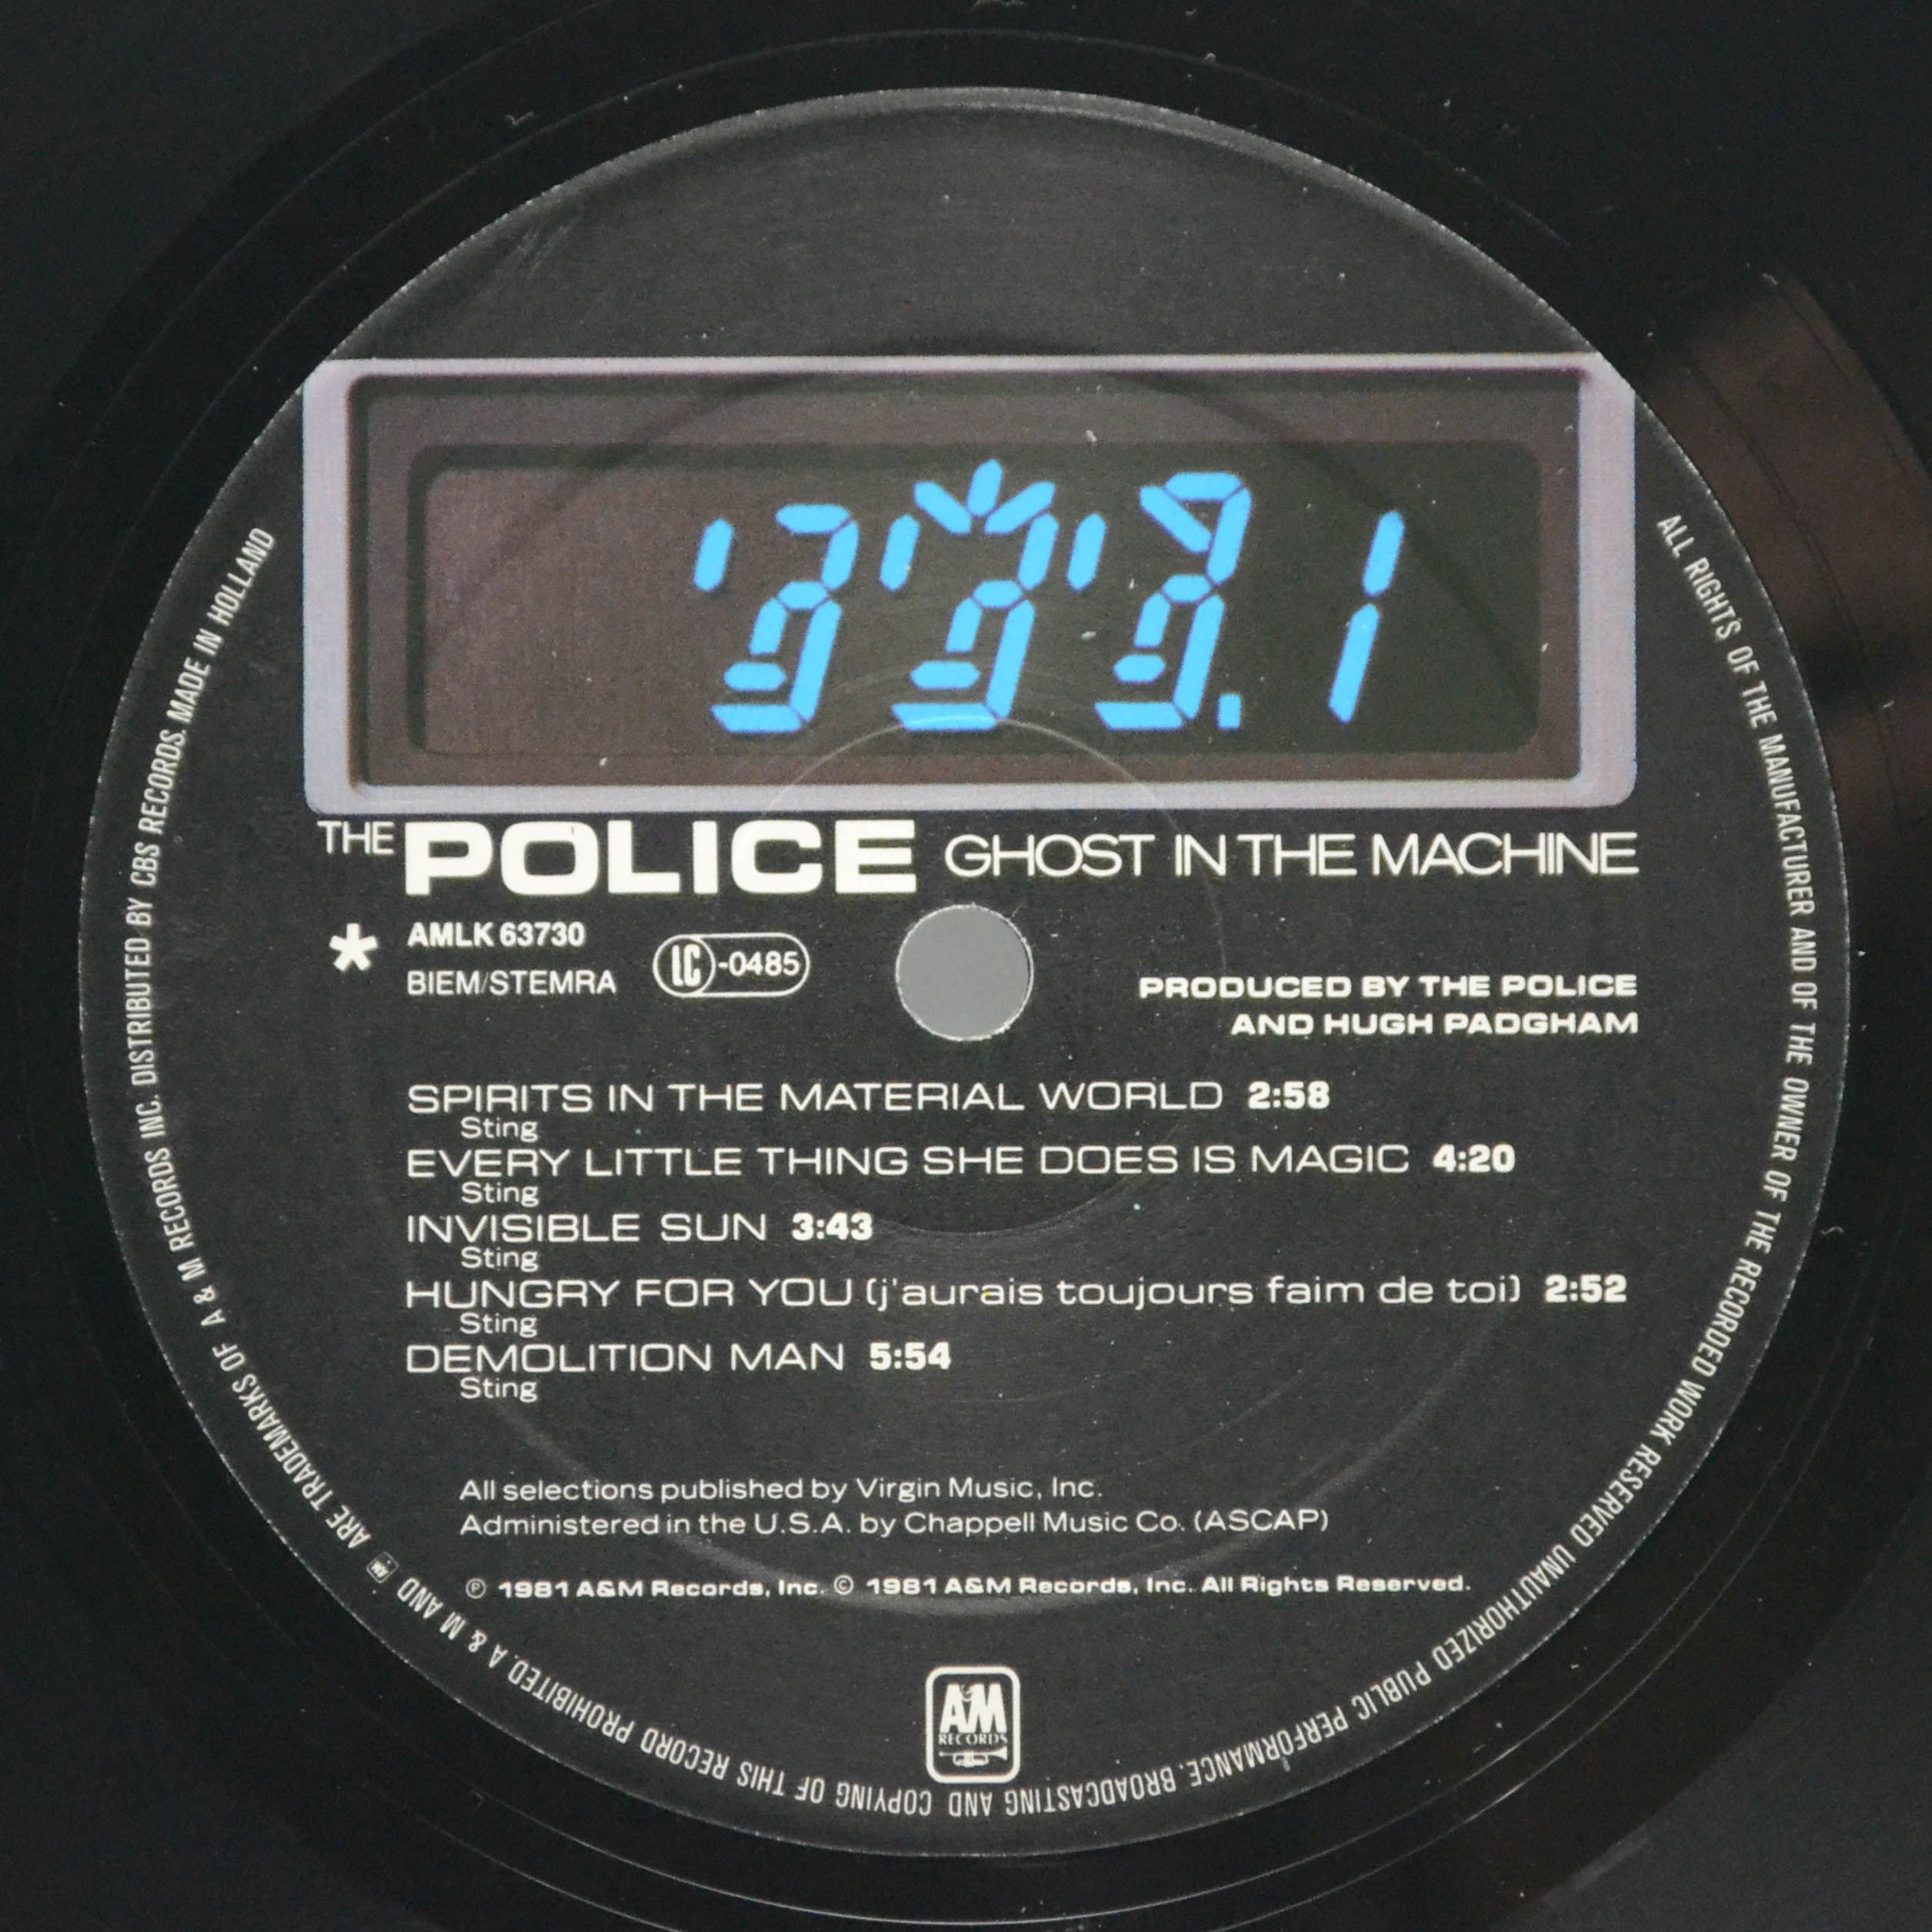 .1
THE POLICE GHOST IN THE MACHINE
* AMLK 63730
BIEM/STEMRA
LC-0485
PRODUCED BY THE POLICE
AND HUGH PADGHAM
SPIRITS IN THE MATERIAL WORLD 2:58
Sting
EVERY LITTLE THING SHE DOES IS MAGIC 4:20
Sting
INVISIBLE SUN 3:43
Sting
HUNGRY FOR YOU (j'aurais toujours faim de toi) 2:52
Sting
DEMOLITION MAN 5:54
Sting
All selections published by Virgin Music, Inc.
Administered in the U.S.A. by Chappell Music Co. (ASCAP)
℗ 1981 A&M Records, Inc. © 1981 A&M Records, Inc. All Rights Reserved.
A&M
RECORDS
ALL RIGHTS OF THE MANUFACTURER AND OF THE OWNER OF THE RECORDED WORK RESERVED UNAUTHORIZED PUBLIC PERFORMANCE. BROADCASTING AND COPYING OF THIS RECORD PROHIBITED. A & M AND AM ARE TRADEMARKS OF A & M RECORDS INC. DISTRIBUTED BY CBS RECORDS. MADE IN HOLLAND